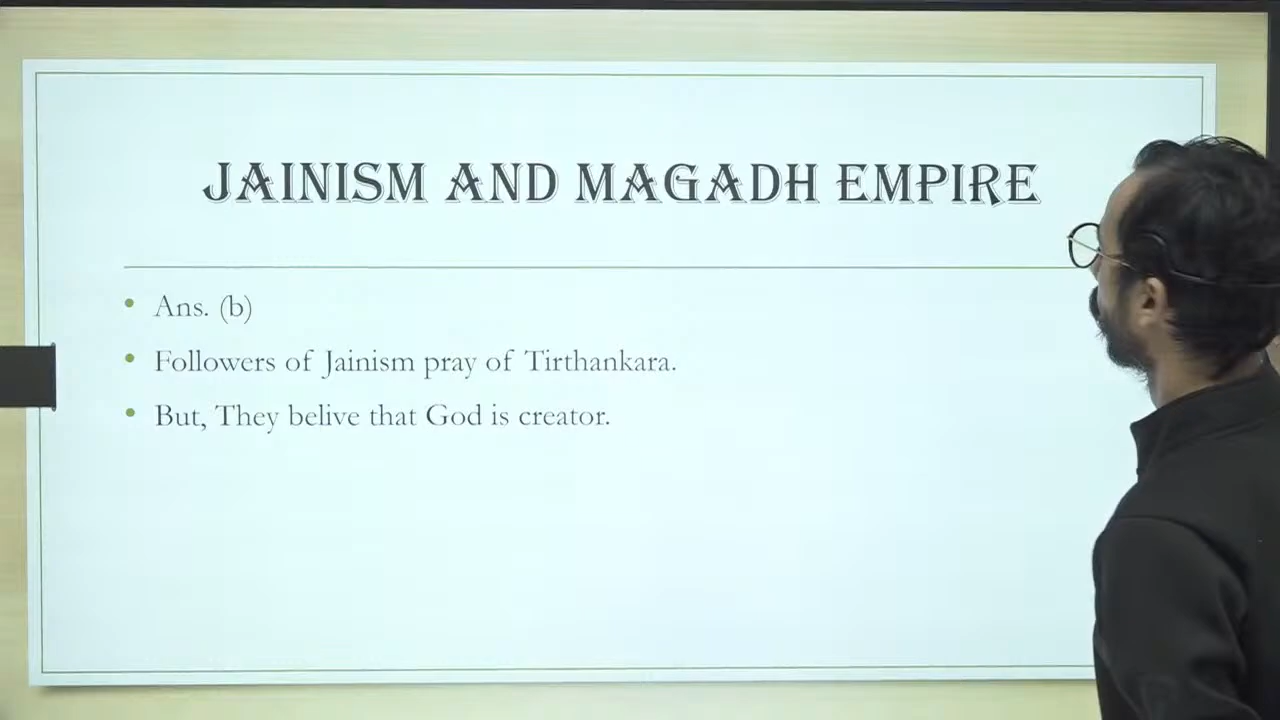 JAINISM AND MAGADH EMPIRE
Ans. (b)
Followers of Jainism pray of Tirthankara.
But, They belive that God is creator.